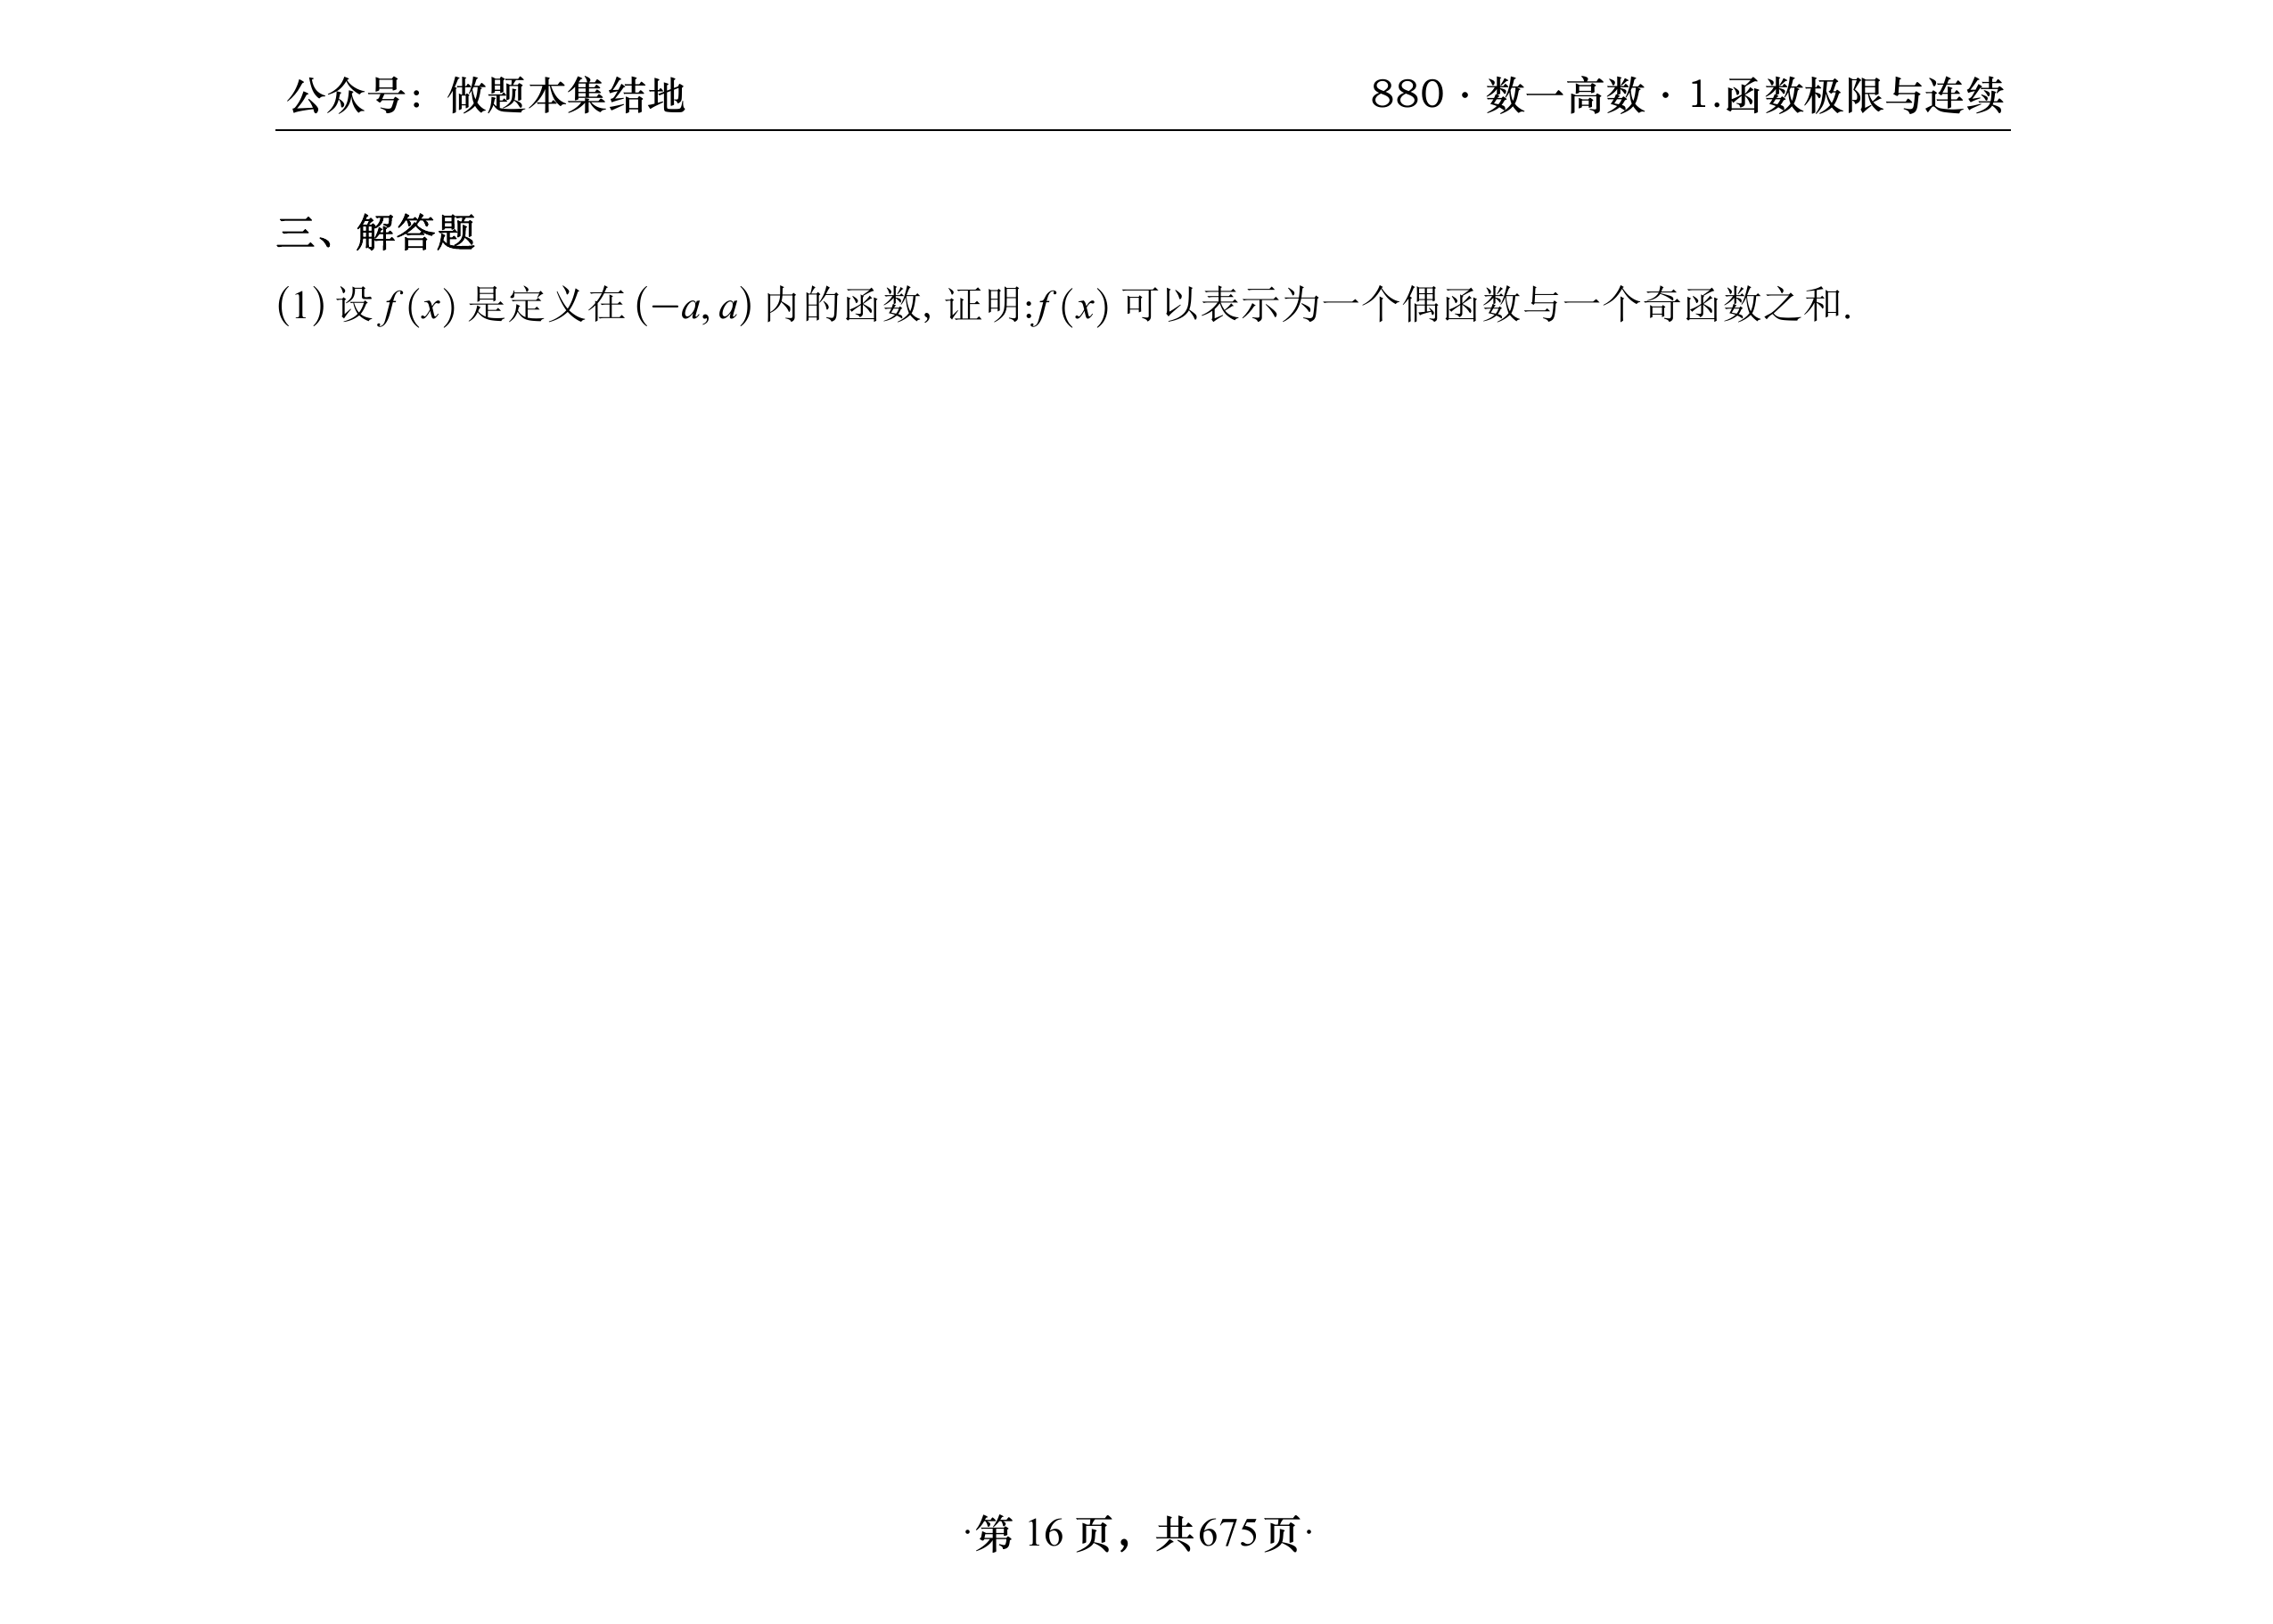 公众号：做题本集结地
880·数一高数·1.函数极限与连续
三、解答题
(1) 设 f(x) 是定义在 (−a, a) 内的函数, 证明:f(x) 可以表示为一个偶函数与一个奇函数之和.
·第 16 页，共675页·